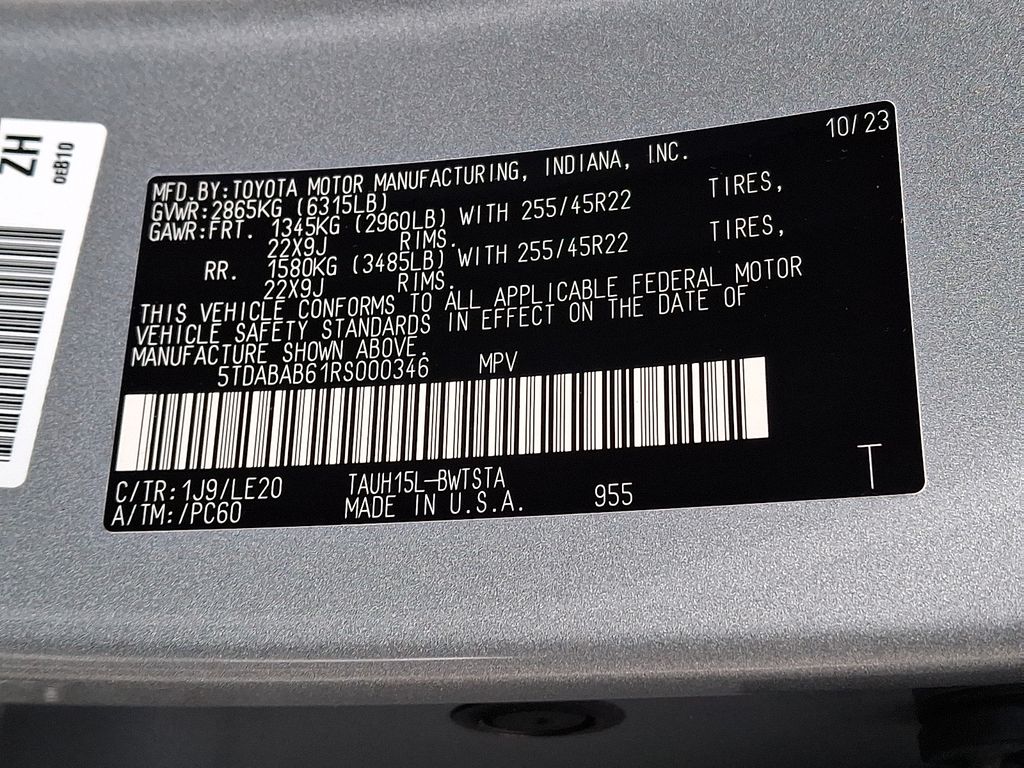 ZH
0EB10
10/23
MFD.BY:TOYOTA MOTOR MANUFACTURING, INDIANA, INC.
GVWR:2865KG (6315LB)
GAWR:FRT. 1345KG (2960LB) WITH 255/45R22 TIRES,
22X9J RIMS.
RR. 1580KG (3485LB) WITH 255/45R22 TIRES,
22X9J RIMS.
THIS VEHICLE CONFORMS TO ALL APPLICABLE FEDERAL MOTOR
VEHICLE SAFETY STANDARDS IN EFFECT ON THE DATE OF
MANUFACTURE SHOWN ABOVE.
5TDABAB61RS000346 MPV
C/TR:1J9/LE20 TAUH15L-BWTSTA
A/TM:/PC60 MADE IN U.S.A. 955
T